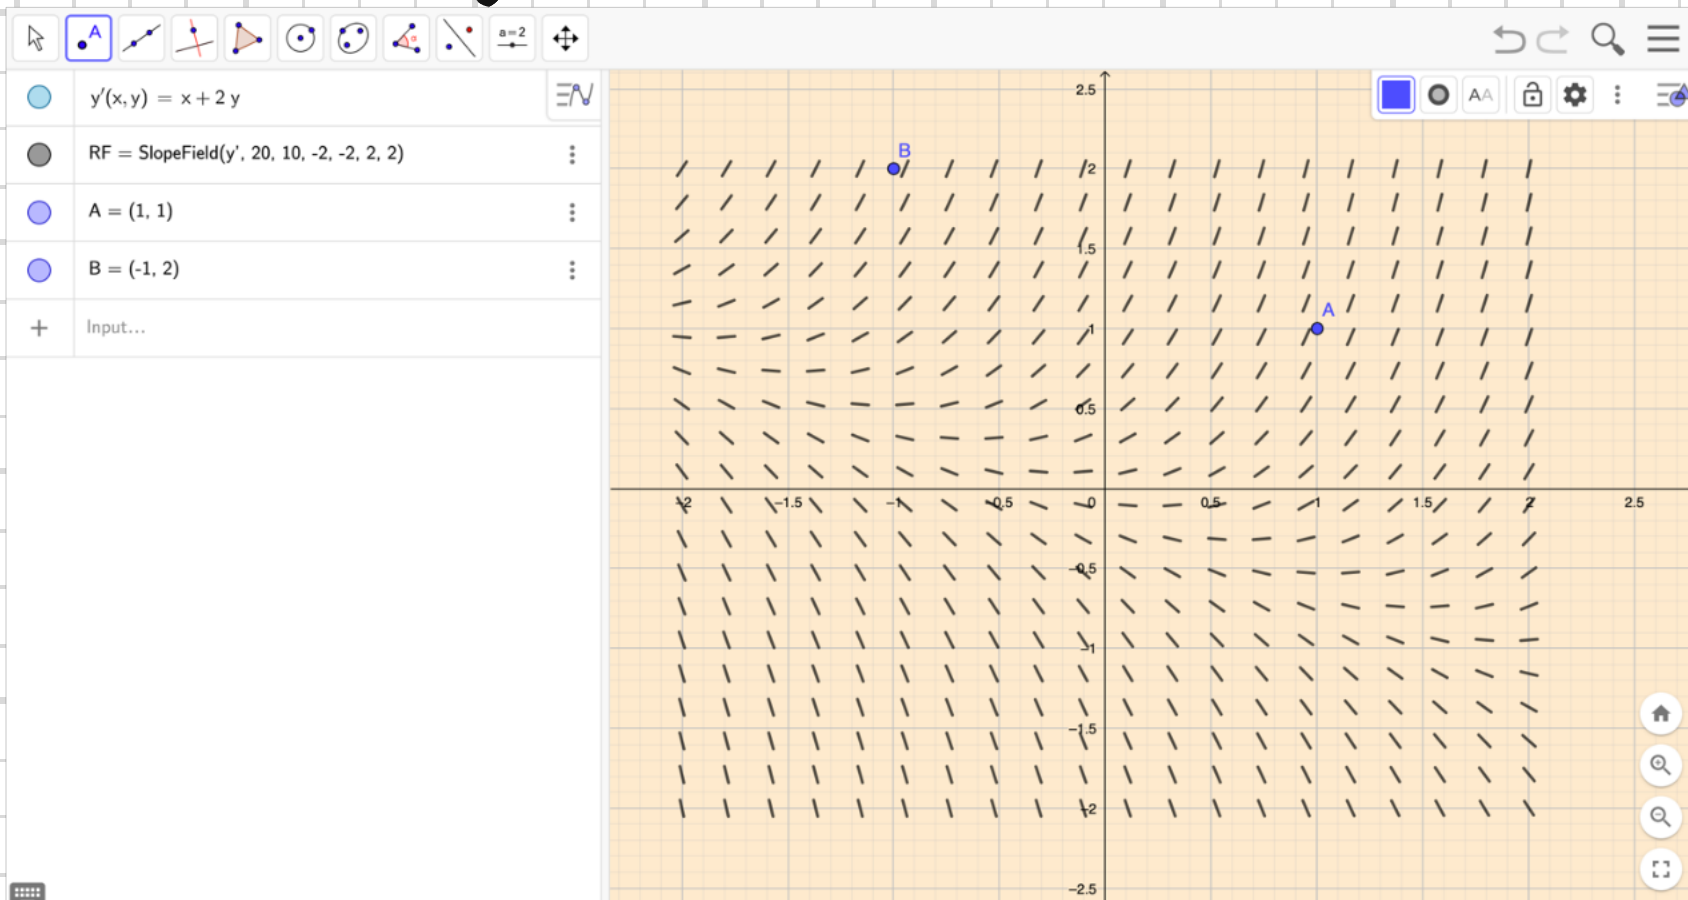 A
a=2
y′(x, y) = x + 2 y
RF = SlopeField(y′, 20, 10, -2, -2, 2, 2)
A = (1, 1)
B = (-1, 2)
+ Input...
AA
2.5
B
2
1.5
A
1
0.5
−2 −1.5 −1 −0.5 0 0.5 1 1.5 2 2.5
−0.5
−1
−1.5
−2
−2.5